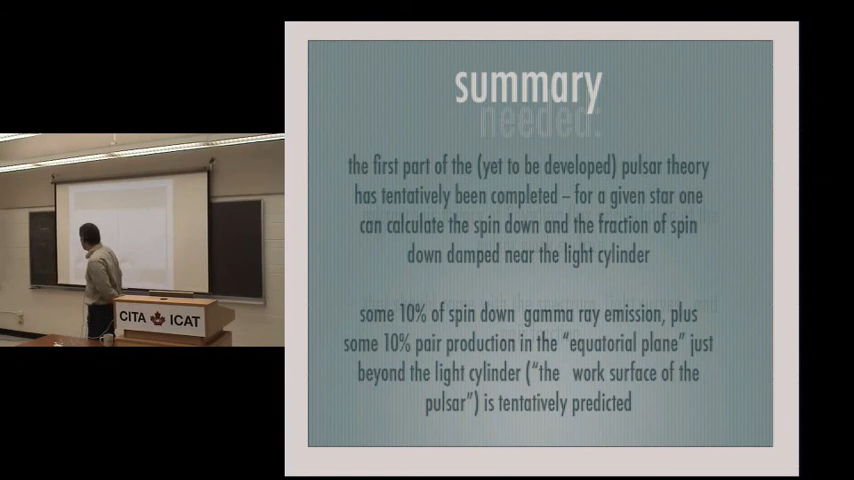 summary
needed:
the first part of the (yet to be developed) pulsar theory
has tentatively been completed – for a given star one
can calculate the spin down and the fraction of spin
down damped near the light cylinder
some 10% of spin down gamma ray emission, plus
some 10% pair production in the “equatorial plane” just
beyond the light cylinder (“the work surface of the
pulsar”) is tentatively predicted
CITA ICAT